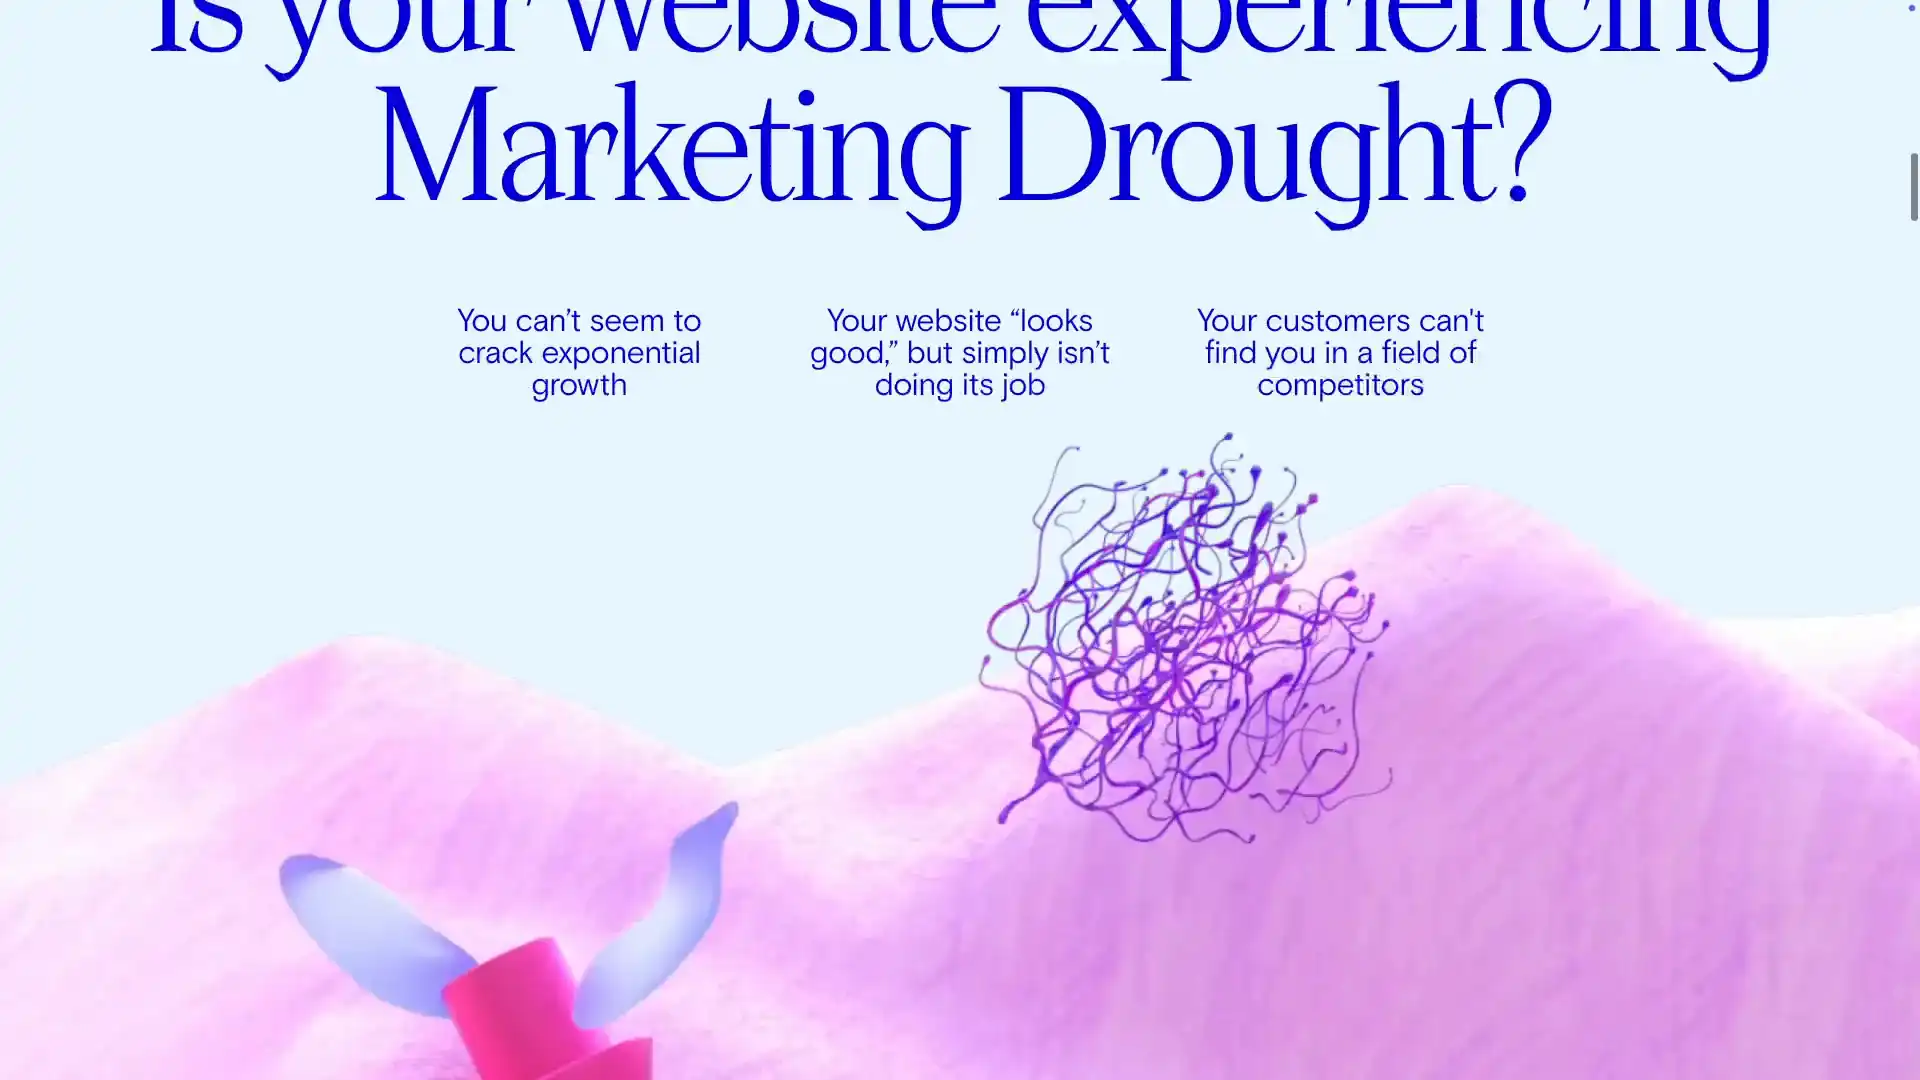 Is your website experiencing
Marketing Drought?
You can’t seem to
crack exponential
growth
Your website “looks
good,” but simply isn’t
doing its job
Your customers can't
find you in a field of
competitors